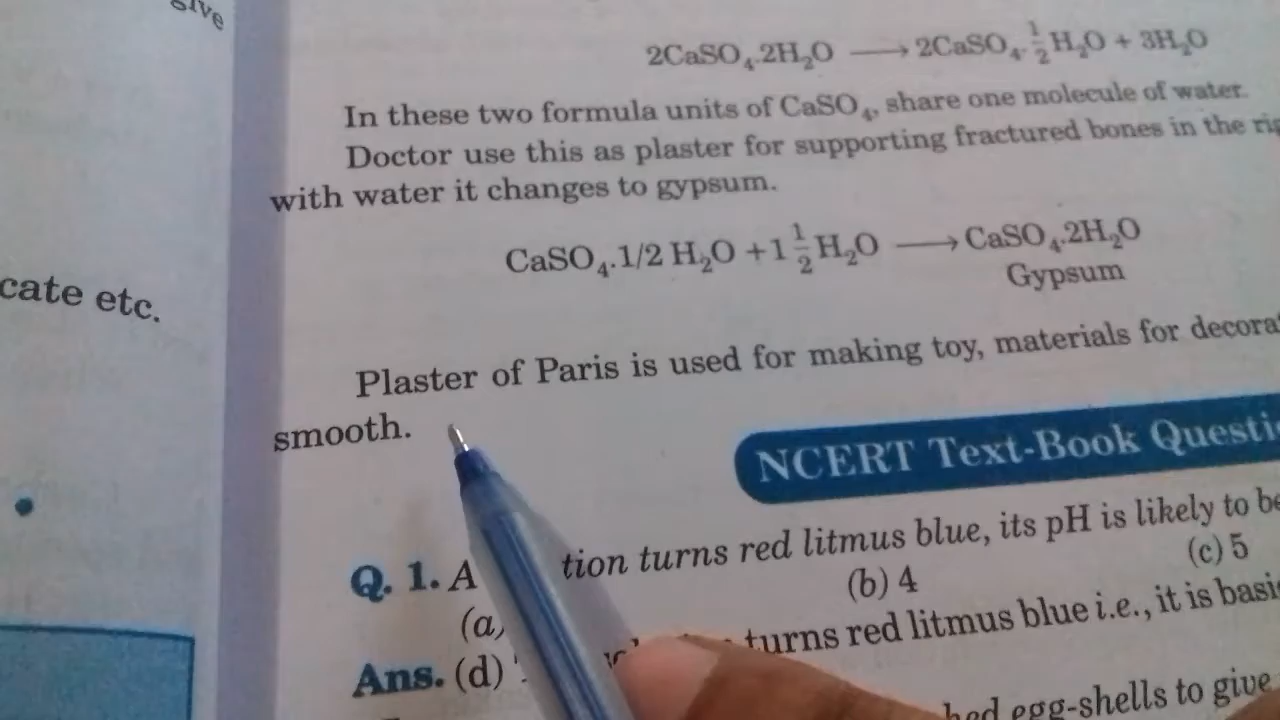 give
cate etc.
2CaSO₄.2H₂O ⟶ 2CaSO₄.½H₂O + 3H₂O
In these two formula units of CaSO₄, share one molecule of water.
Doctor use this as plaster for supporting fractured bones in the
with water it changes to gypsum.
CaSO₄.1/2 H₂O + 1½H₂O ⟶ CaSO₄.2H₂O
Gypsum
Plaster of Paris is used for making toy, materials for
smooth.
NCERT Text-Book
Q. 1. A tion turns red litmus blue, its pH is likely to be
(a) (b) 4 (c) 5
Ans. (d) turns red litmus blue i.e., it is
egg-shells to give